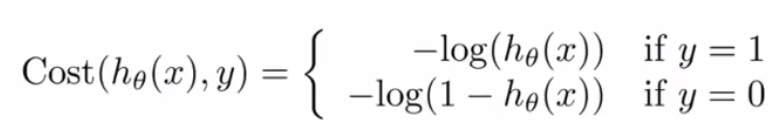 Cost(hθ(x), y) = { −log(hθ(x)) if y = 1
−log(1 − hθ(x)) if y = 0